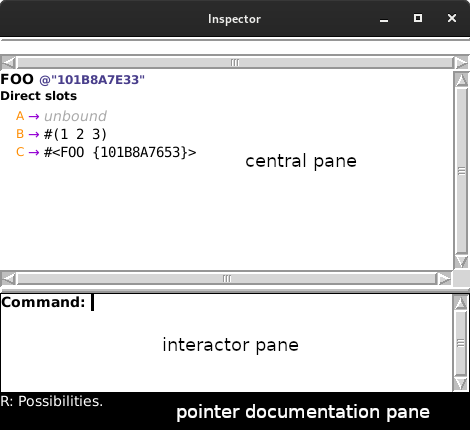 Inspector
FOO @"101B8A7E33"
Direct slots
A → unbound
B → #(1 2 3)
C → #<FOO {101B8A7653}>
central pane
Command:
interactor pane
R: Possibilities.
pointer documentation pane